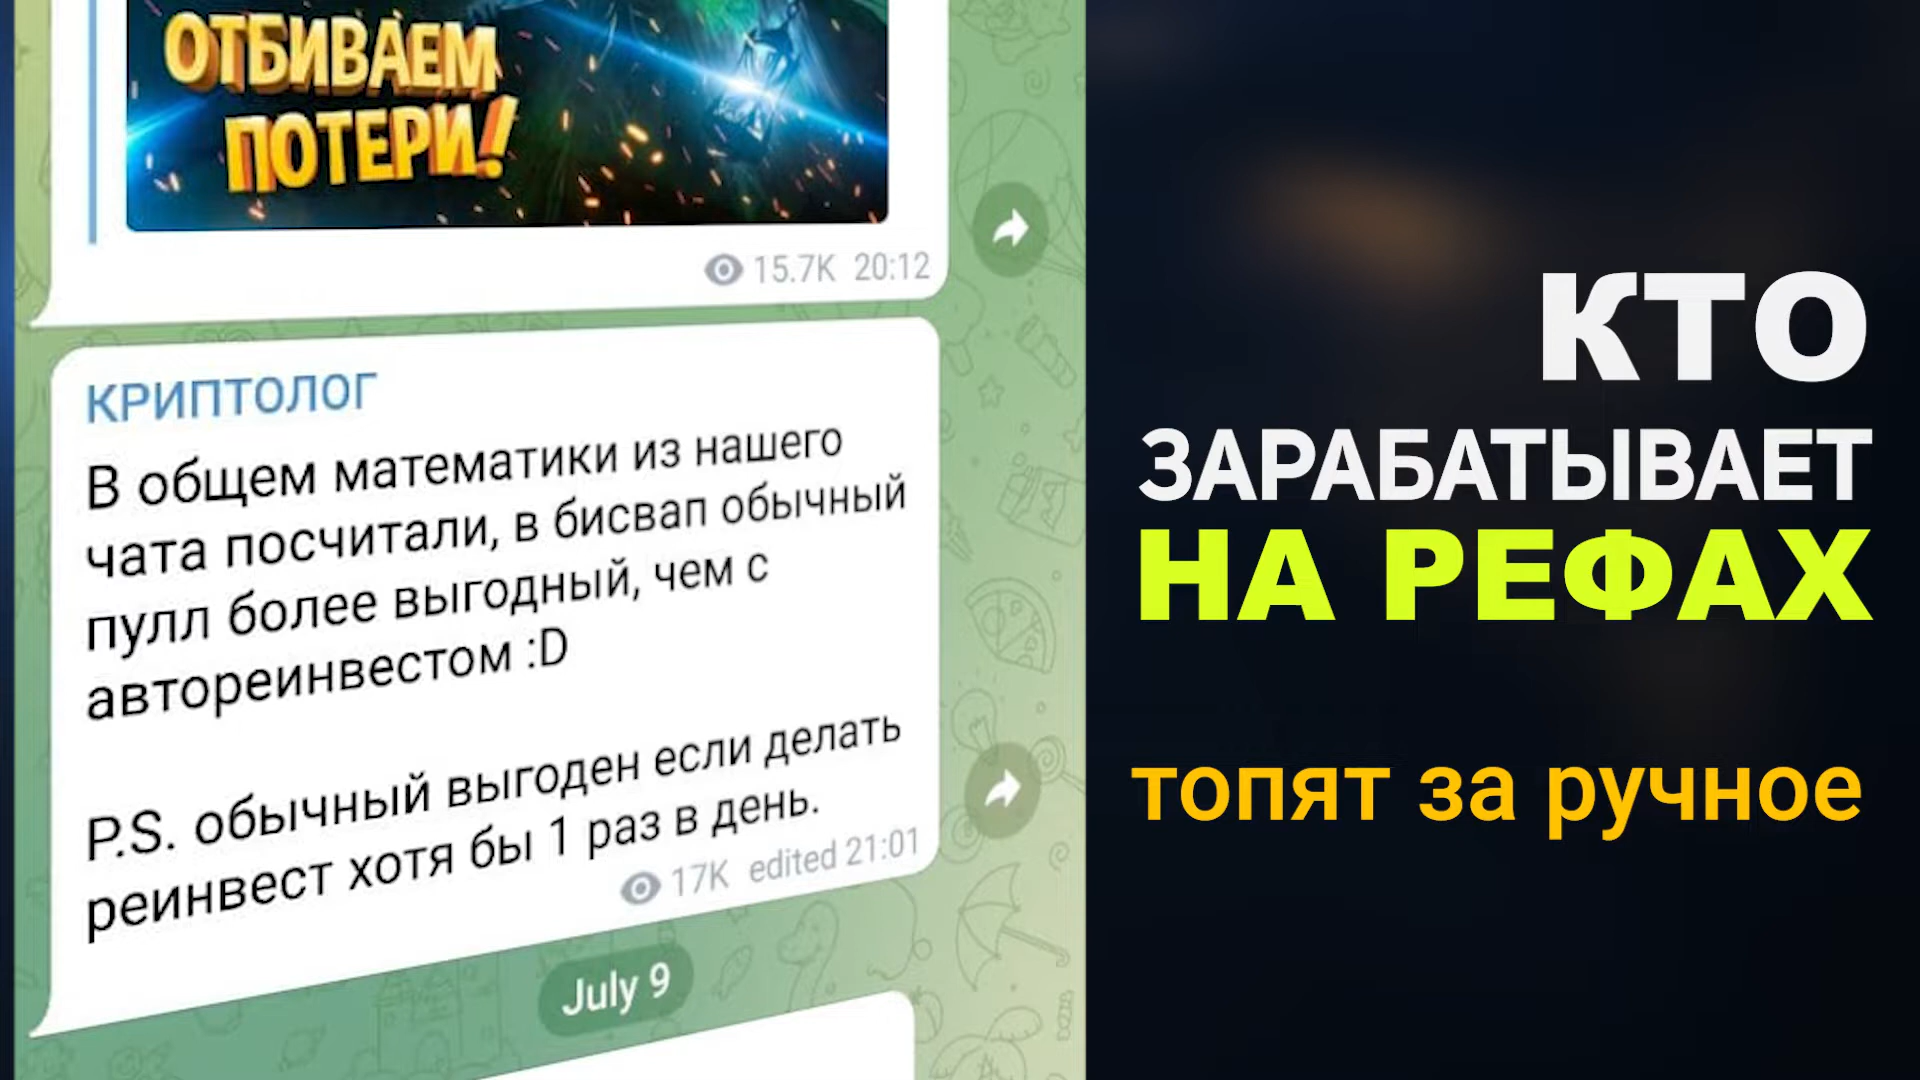 ОТБИВАЕМ
ПОТЕРИ!
15.7K 20:12
КРИПТОЛОГ
В общем математики из нашего
чата посчитали, в бисвап обычный
пулл более выгодный, чем с
автореинвестом :D
P.S. обычный выгоден если делать
реинвест хотя бы 1 раз в день.
17K edited 21:01
July 9
КТО
ЗАРАБАТЫВАЕТ
НА РЕФАХ
топят за ручное